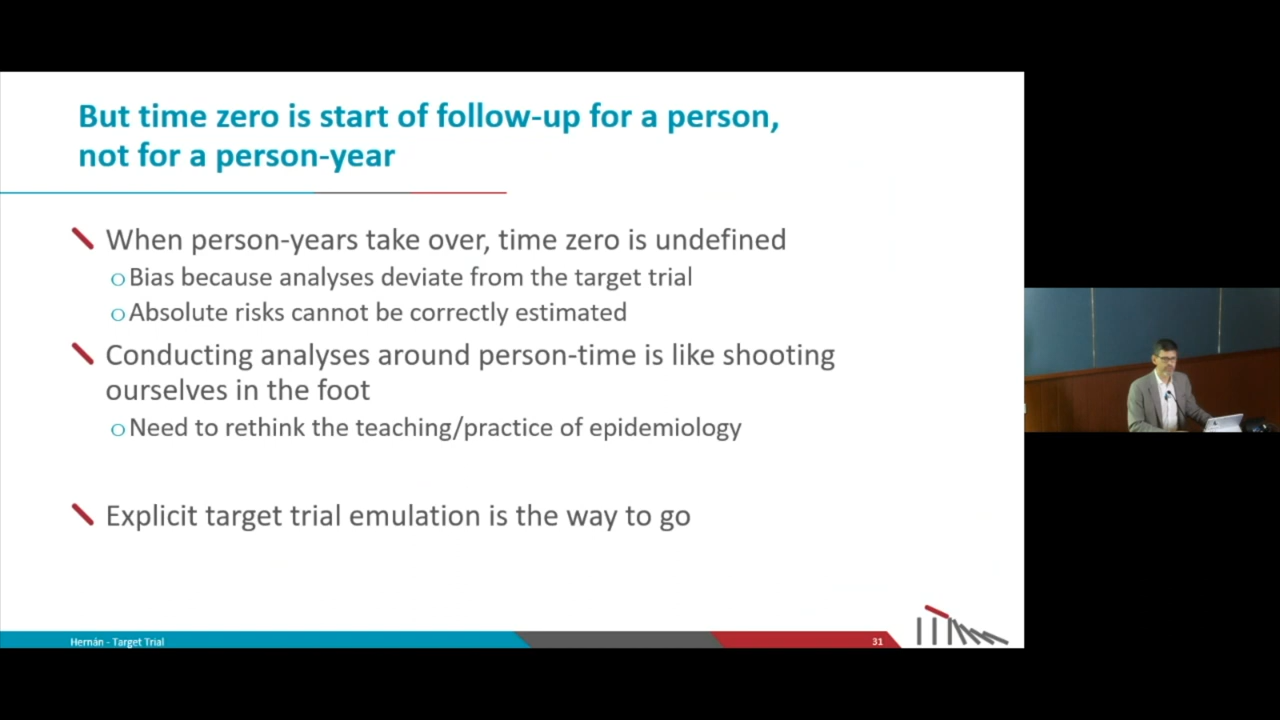 But time zero is start of follow-up for a person,
not for a person-year
When person-years take over, time zero is undefined
oBias because analyses deviate from the target trial
oAbsolute risks cannot be correctly estimated
Conducting analyses around person-time is like shooting
ourselves in the foot
oNeed to rethink the teaching/practice of epidemiology
Explicit target trial emulation is the way to go
Hernán - Target Trial
31